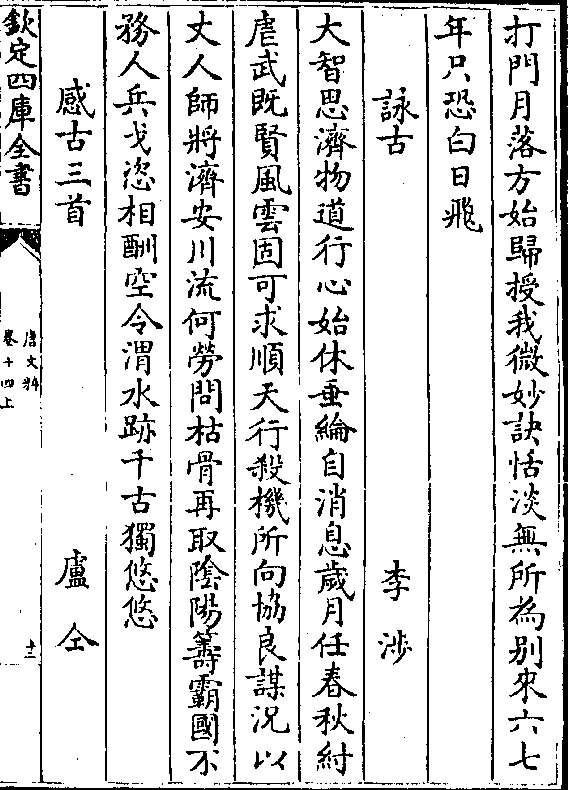 打門月落方始歸授我微妙訣恬淡無所為别來六七
年只恐白日飛
詠古　李涉
大智思濟物道行心始休垂綸自消息歲月任春秋紂
虐武既賢風雲固可求順天行殺機所向協良謀況以
丈人師將濟安川流何勞問枯骨再取陰陽籌霸國不
務人兵戈恣相酬空令渭水跡千古獨悠悠
感古三首　盧仝
欽定四庫全書
唐文粹
卷十四上
十三